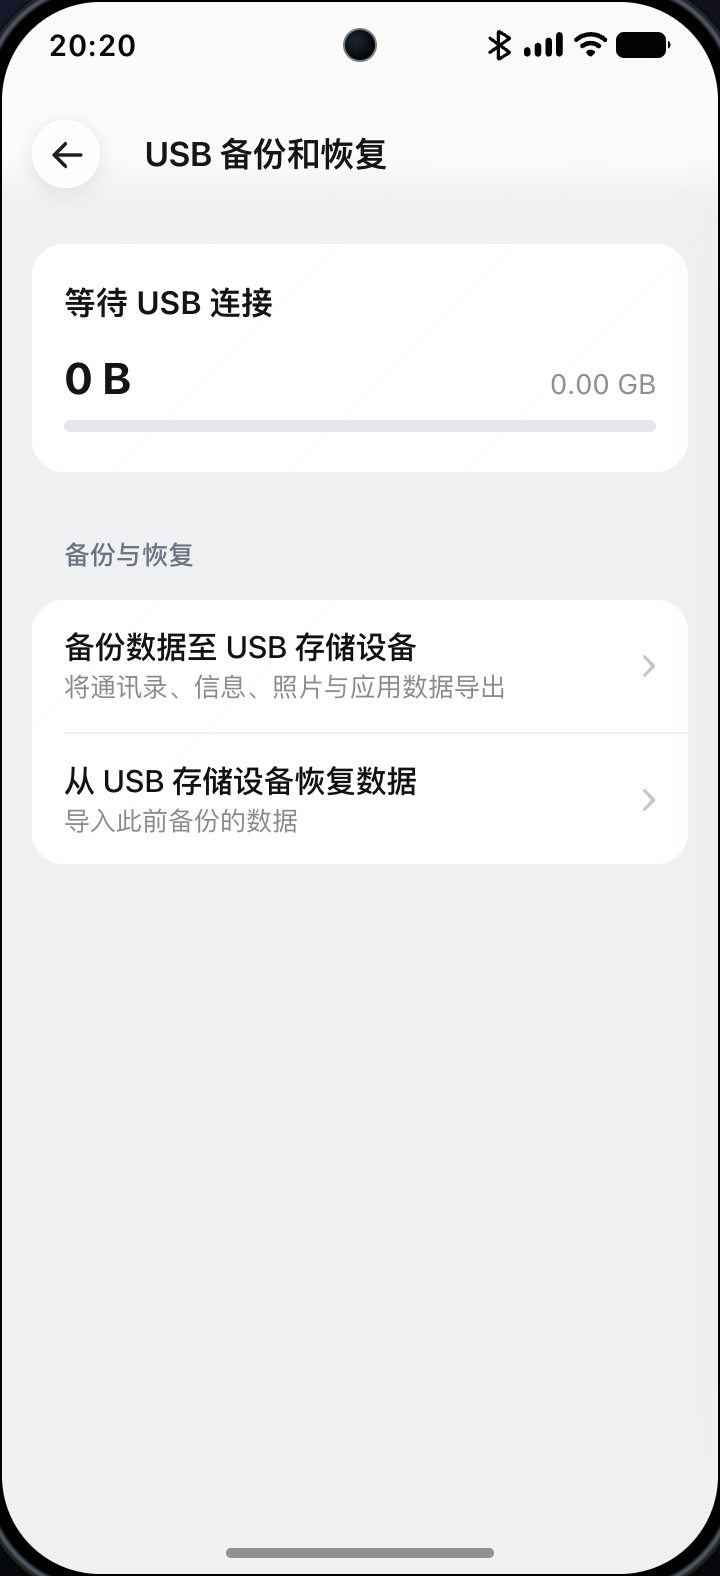 20:20
USB 备份和恢复
等待 USB 连接
0 B
0.00 GB
备份与恢复
备份数据至 USB 存储设备
将通讯录、信息、照片与应用数据导出
从 USB 存储设备恢复数据
导入此前备份的数据